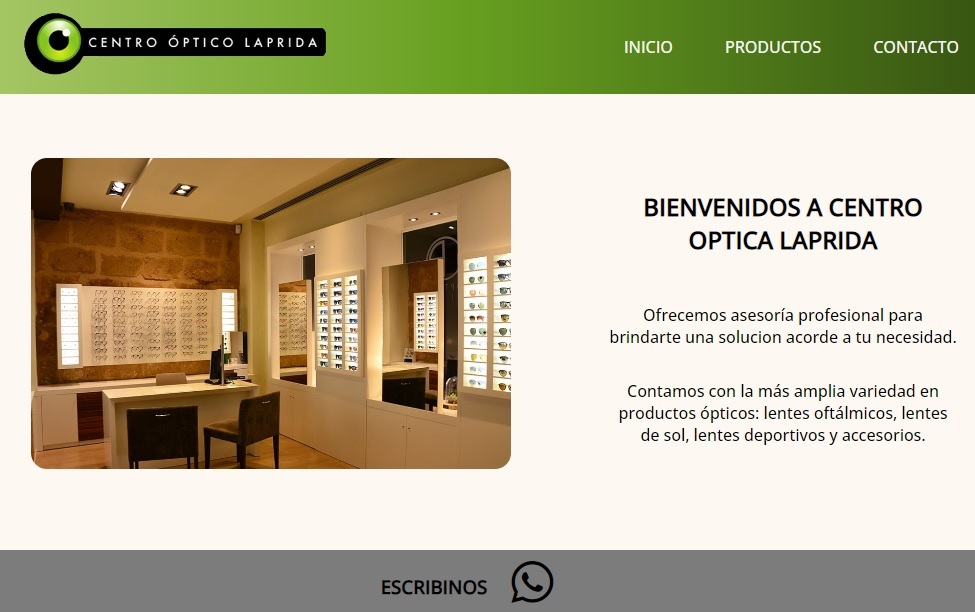 CENTRO ÓPTICO LAPRIDA
INICIO PRODUCTOS CONTACTO
BIENVENIDOS A CENTRO
OPTICA LAPRIDA
Ofrecemos asesoría profesional para
brindarte una solucion acorde a tu necesidad.
Contamos con la más amplia variedad en
productos ópticos: lentes oftálmicos, lentes
de sol, lentes deportivos y accesorios.
ESCRIBINOS